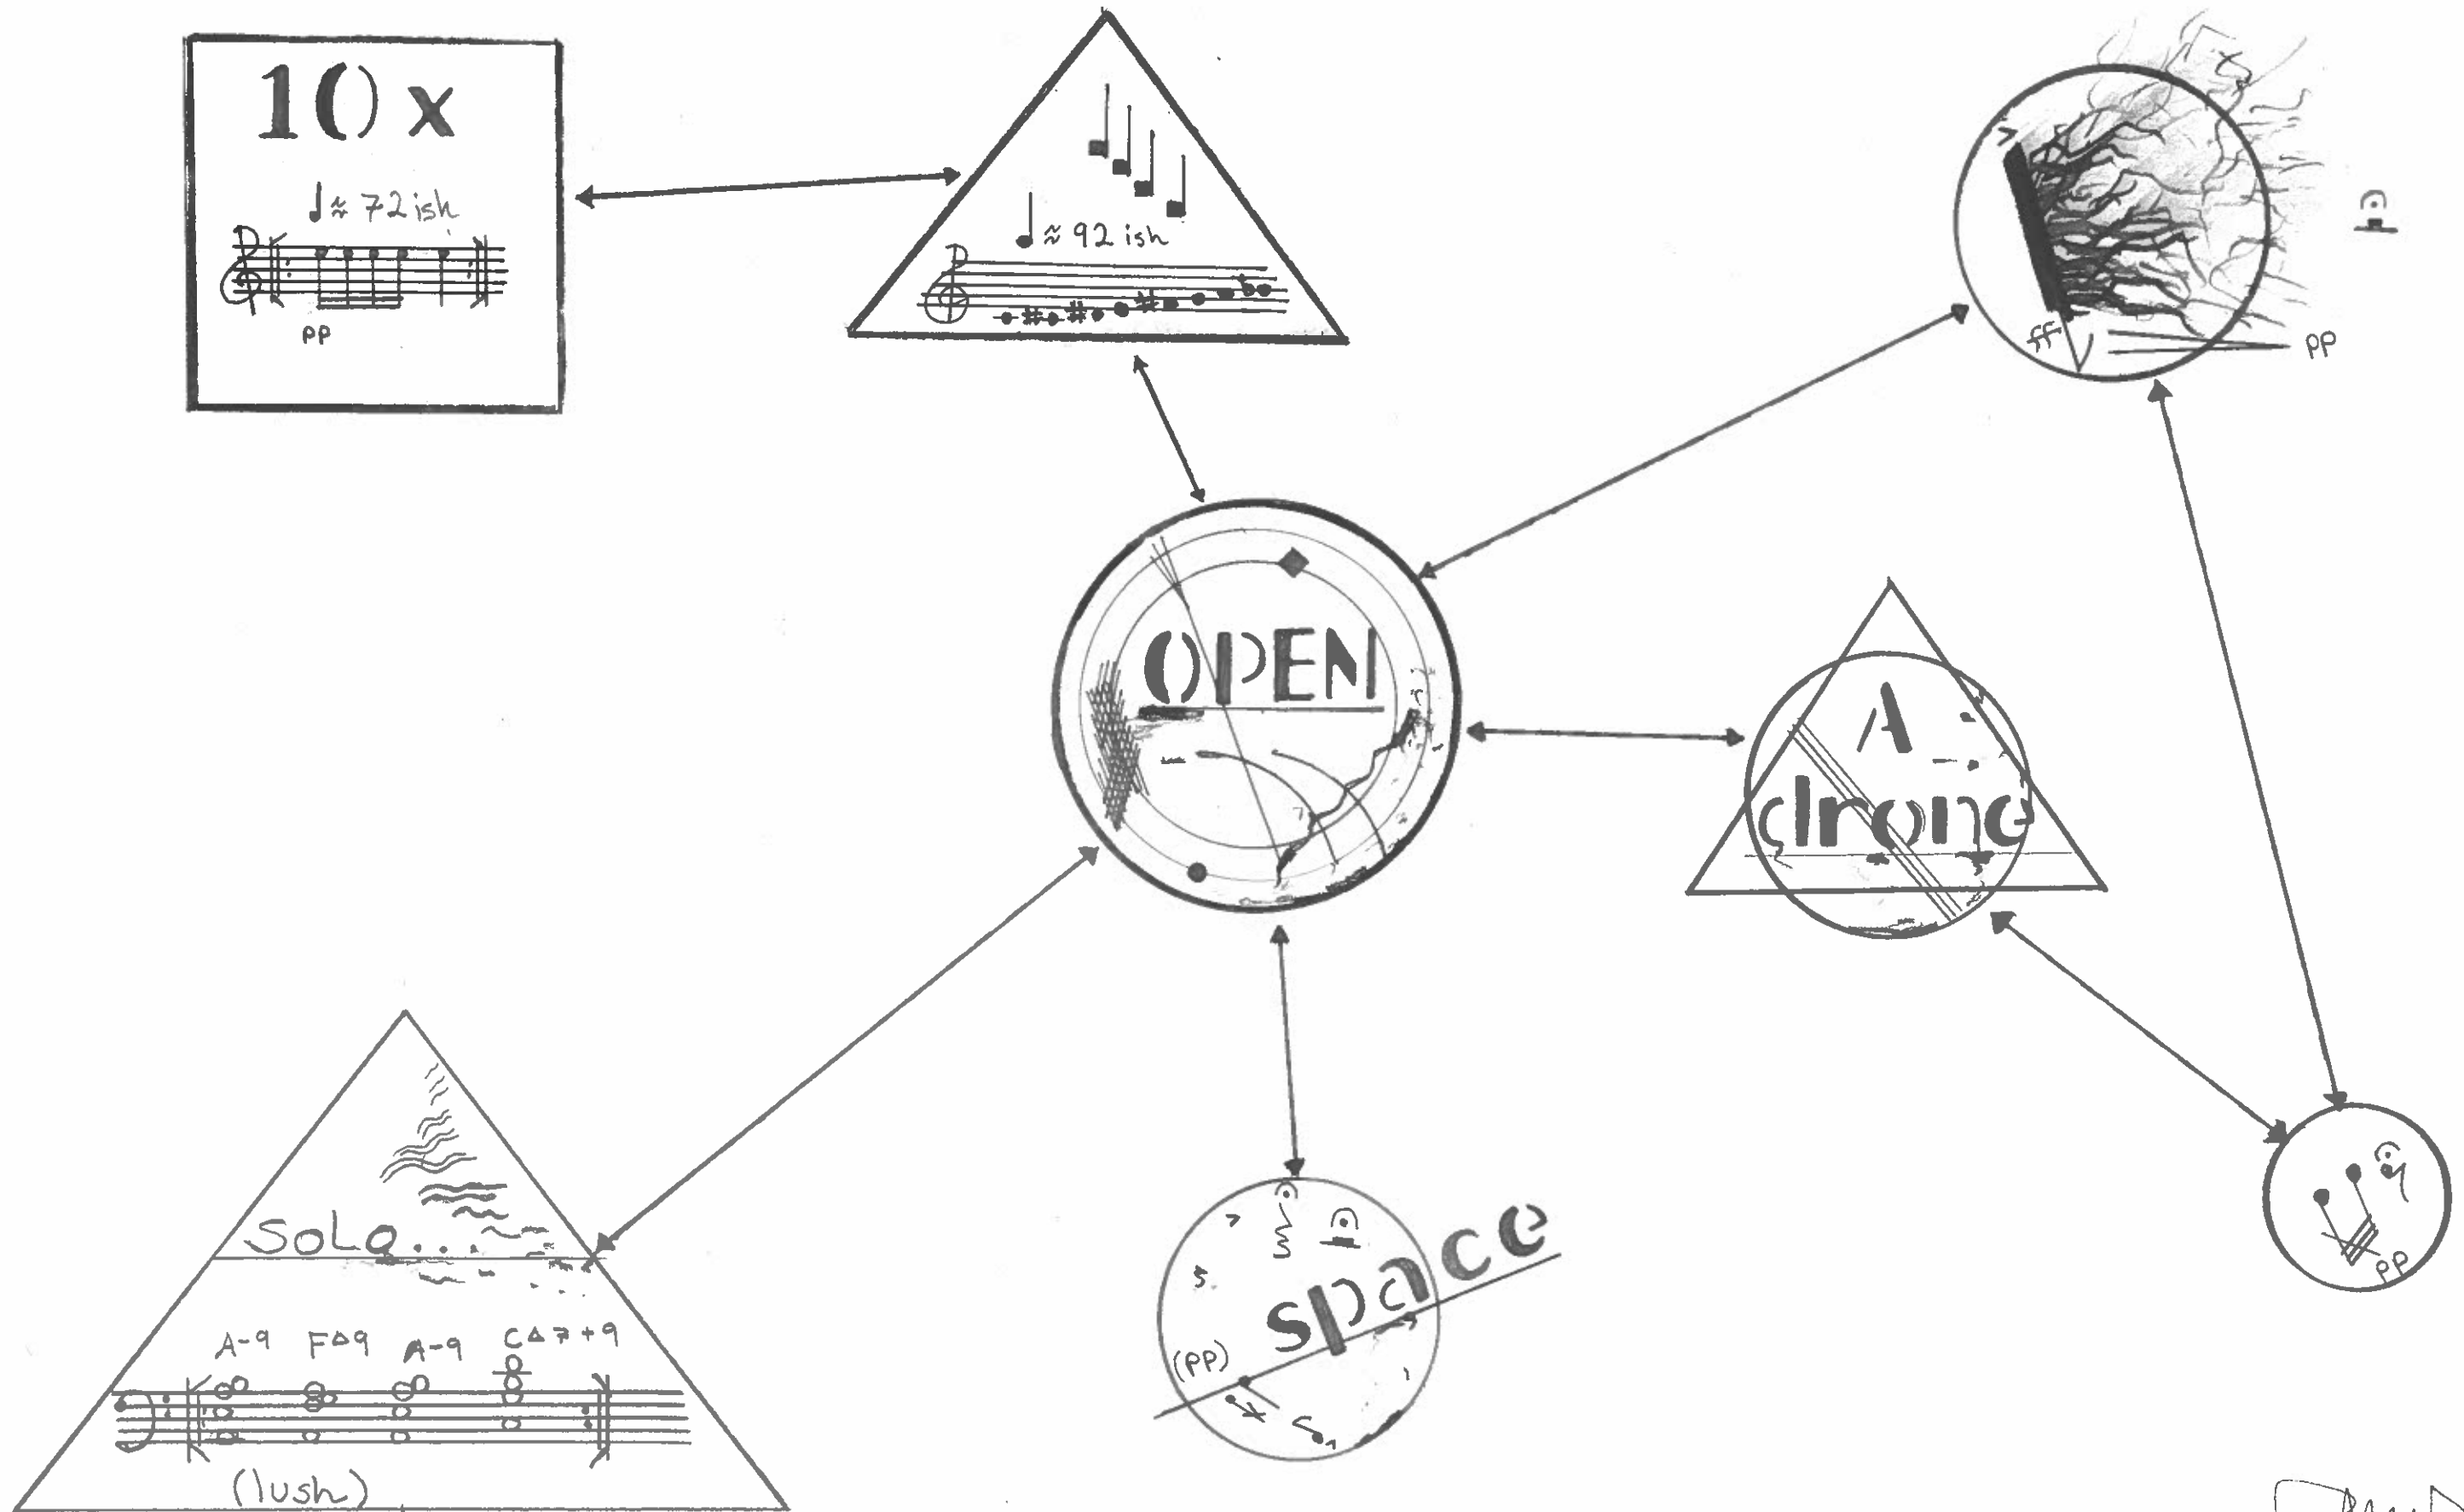 10 x
♩≈ 72 ish
pp
♩≈ 92 ish
ff
pp
OPEN
A
drone
pp
SoLo...
A-9 FΔ9 A-9 CΔ7+9
(lush)
space
(pp)